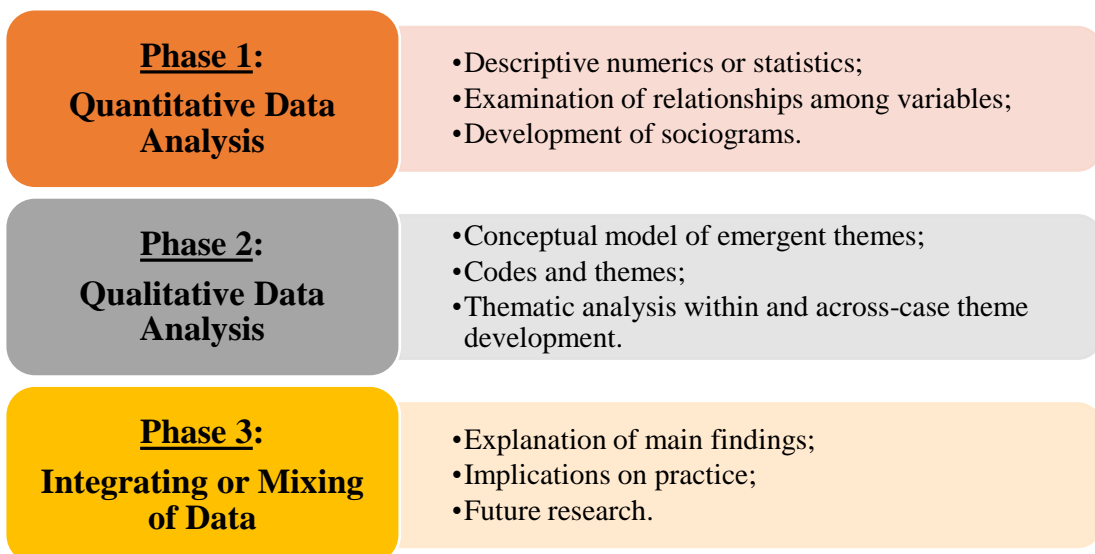 Phase 1:
Quantitative Data
Analysis
•Descriptive numerics or statistics;
•Examination of relationships among variables;
•Development of sociograms.
Phase 2:
Qualitative Data
Analysis
•Conceptual model of emergent themes;
•Codes and themes;
•Thematic analysis within and across-case theme
development.
Phase 3:
Integrating or Mixing
of Data
•Explanation of main findings;
•Implications on practice;
•Future research.